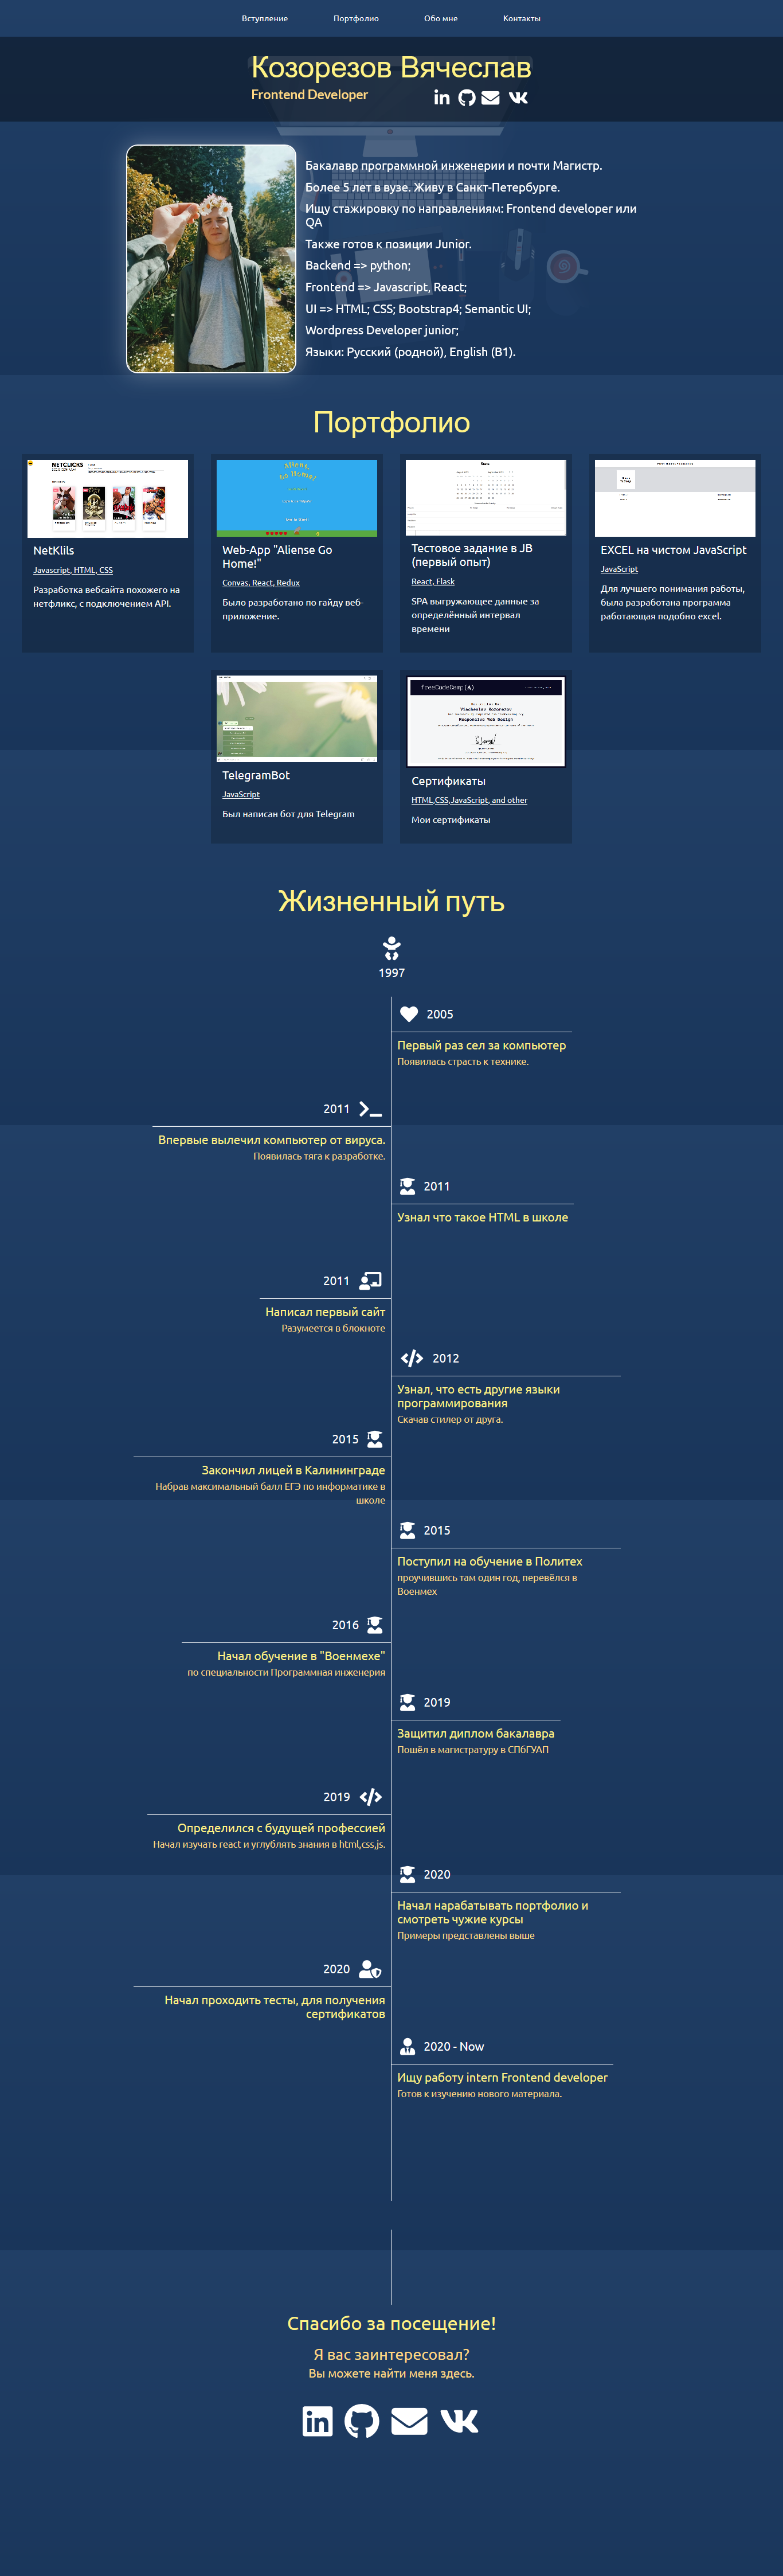 Вступление Портфолио Обо мне Контакты
Козорезов Вячеслав
Frontend Developer
Бакалавр программной инженерии и почти Магистр.
Более 5 лет в вузе. Живу в Санкт-Петербурге.
Ищу стажировку по направлениям: Frontend developer или
QA
Также готов к позиции Junior.
Backend => python;
Frontend => Javascript, React;
UI => HTML; CSS; Bootstrap4; Semantic UI;
Wordpress Developer junior;
Языки: Русский (родной), English (B1).
Портфолио
NETCLICKS
NetKlils
Javascript, HTML, CSS
Разработка вебсайта похожего на
нетфликс, с подключением API.
Aliens,
Go Home!
Web-App "Aliense Go
Home!"
Convas, React, Redux
Было разработано по гайду веб-
приложение.
Тестовое задание в JB
(первый опыт)
React, Flask
SPA выгружающее данные за
определённый интервал
времени
EXCEL на чистом JavaScript
JavaScript
Для лучшего понимания работы,
была разработана программа
работающая подобно excel.
TelegramBot
JavaScript
Был написан бот для Telegram
freeCodeCamp(A)
Viacheslav Kozorezov
Responsive Web Design
Сертификаты
HTML,CSS,JavaScript, and other
Мои сертификаты
Жизненный путь
1997
2005
Первый раз сел за компьютер
Появилась страсть к технике.
2011
Впервые вылечил компьютер от вируса.
Появилась тяга к разработке.
2011
Узнал что такое HTML в школе
2011
Написал первый сайт
Разумеется в блокноте
2012
Узнал, что есть другие языки
программирования
Скачав стилер от друга.
2015
Закончил лицей в Калининграде
Набрав максимальный балл ЕГЭ по информатике в
школе
2015
Поступил на обучение в Политех
проучившись там один год, перевёлся в
Военмех
2016
Начал обучение в "Военмехе"
по специальности Программная инженерия
2019
Защитил диплом бакалавра
Пошёл в магистратуру в СПбГУАП
2019
Определился с будущей профессией
Начал изучать react и углублять знания в html,css,js.
2020
Начал нарабатывать портфолио и
смотреть чужие курсы
Примеры представлены выше
2020
Начал проходить тесты, для получения
сертификатов
2020 - Now
Ищу работу intern Frontend developer
Готов к изучению нового материала.
Спасибо за посещение!
Я вас заинтересовал?
Вы можете найти меня здесь.